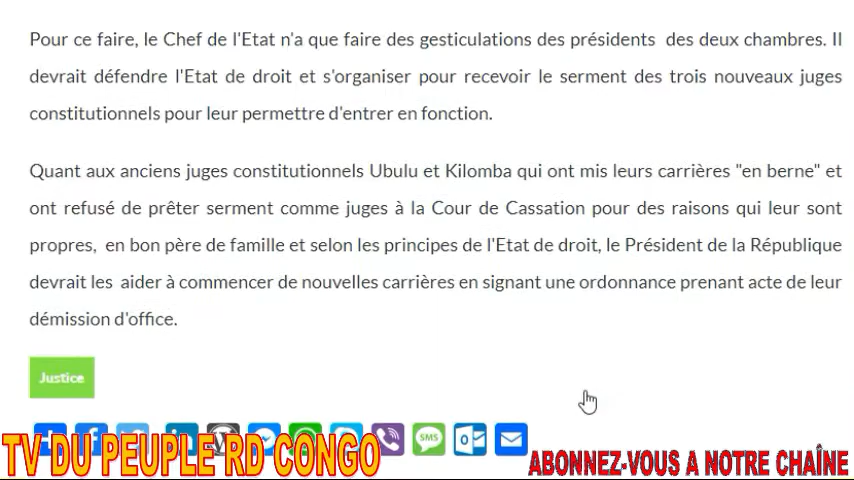 Pour ce faire, le Chef de l'Etat n'a que faire des gesticulations des présidents des deux chambres. Il
devrait défendre l'Etat de droit et s'organiser pour recevoir le serment des trois nouveaux juges
constitutionnels pour leur permettre d'entrer en fonction.
Quant aux anciens juges constitutionnels Ubulu et Kilomba qui ont mis leurs carrières "en berne" et
ont refusé de prêter serment comme juges à la Cour de Cassation pour des raisons qui leur sont
propres, en bon père de famille et selon les principes de l'Etat de droit, le Président de la République
devrait les aider à commencer de nouvelles carrières en signant une ordonnance prenant acte de leur
démission d'office.
Justice
SMS
TV DU PEUPLE RD CONGO
ABONNEZ-VOUS A NOTRE CHAÎNE